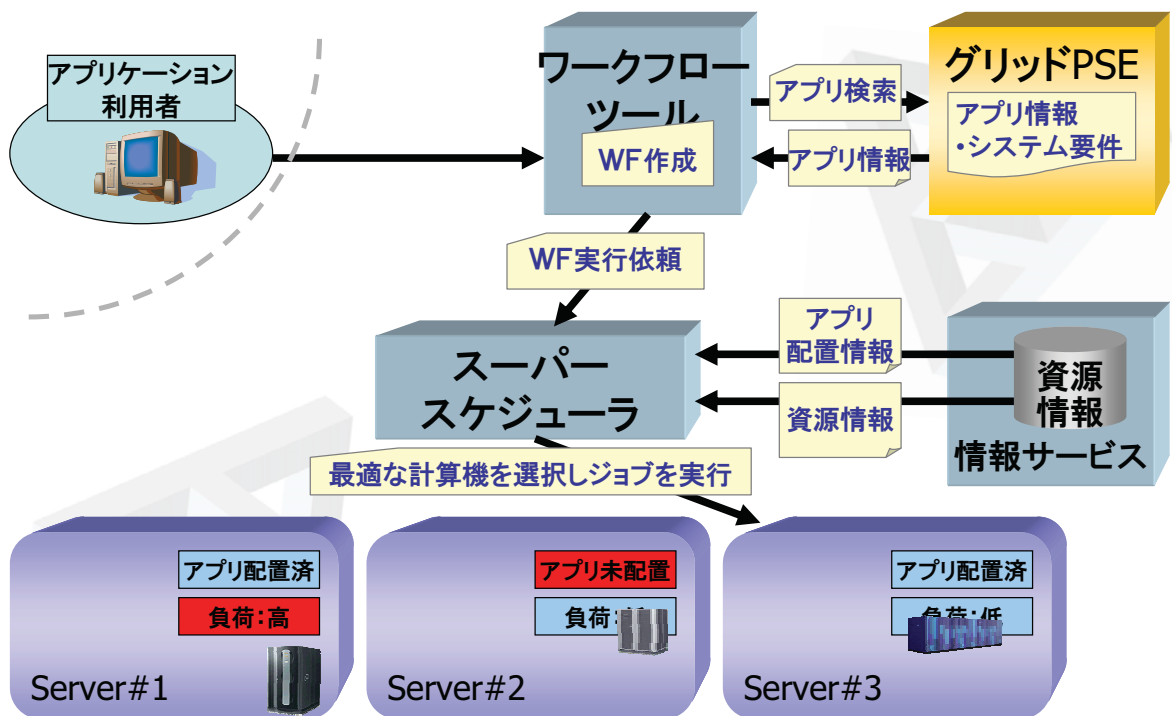 アプリケーション
利用者
ワークフロー
ツール
WF作成
アプリ検索
アプリ情報
グリッドPSE
アプリ情報
・システム要件
WF実行依頼
スーパー
スケジューラ
アプリ
配置情報
資源情報
資源
情報
情報サービス
最適な計算機を選択しジョブを実行
アプリ配置済
負荷：高
Server#1
アプリ未配置
負荷：
Server#2
アプリ配置済
負荷：低
Server#3